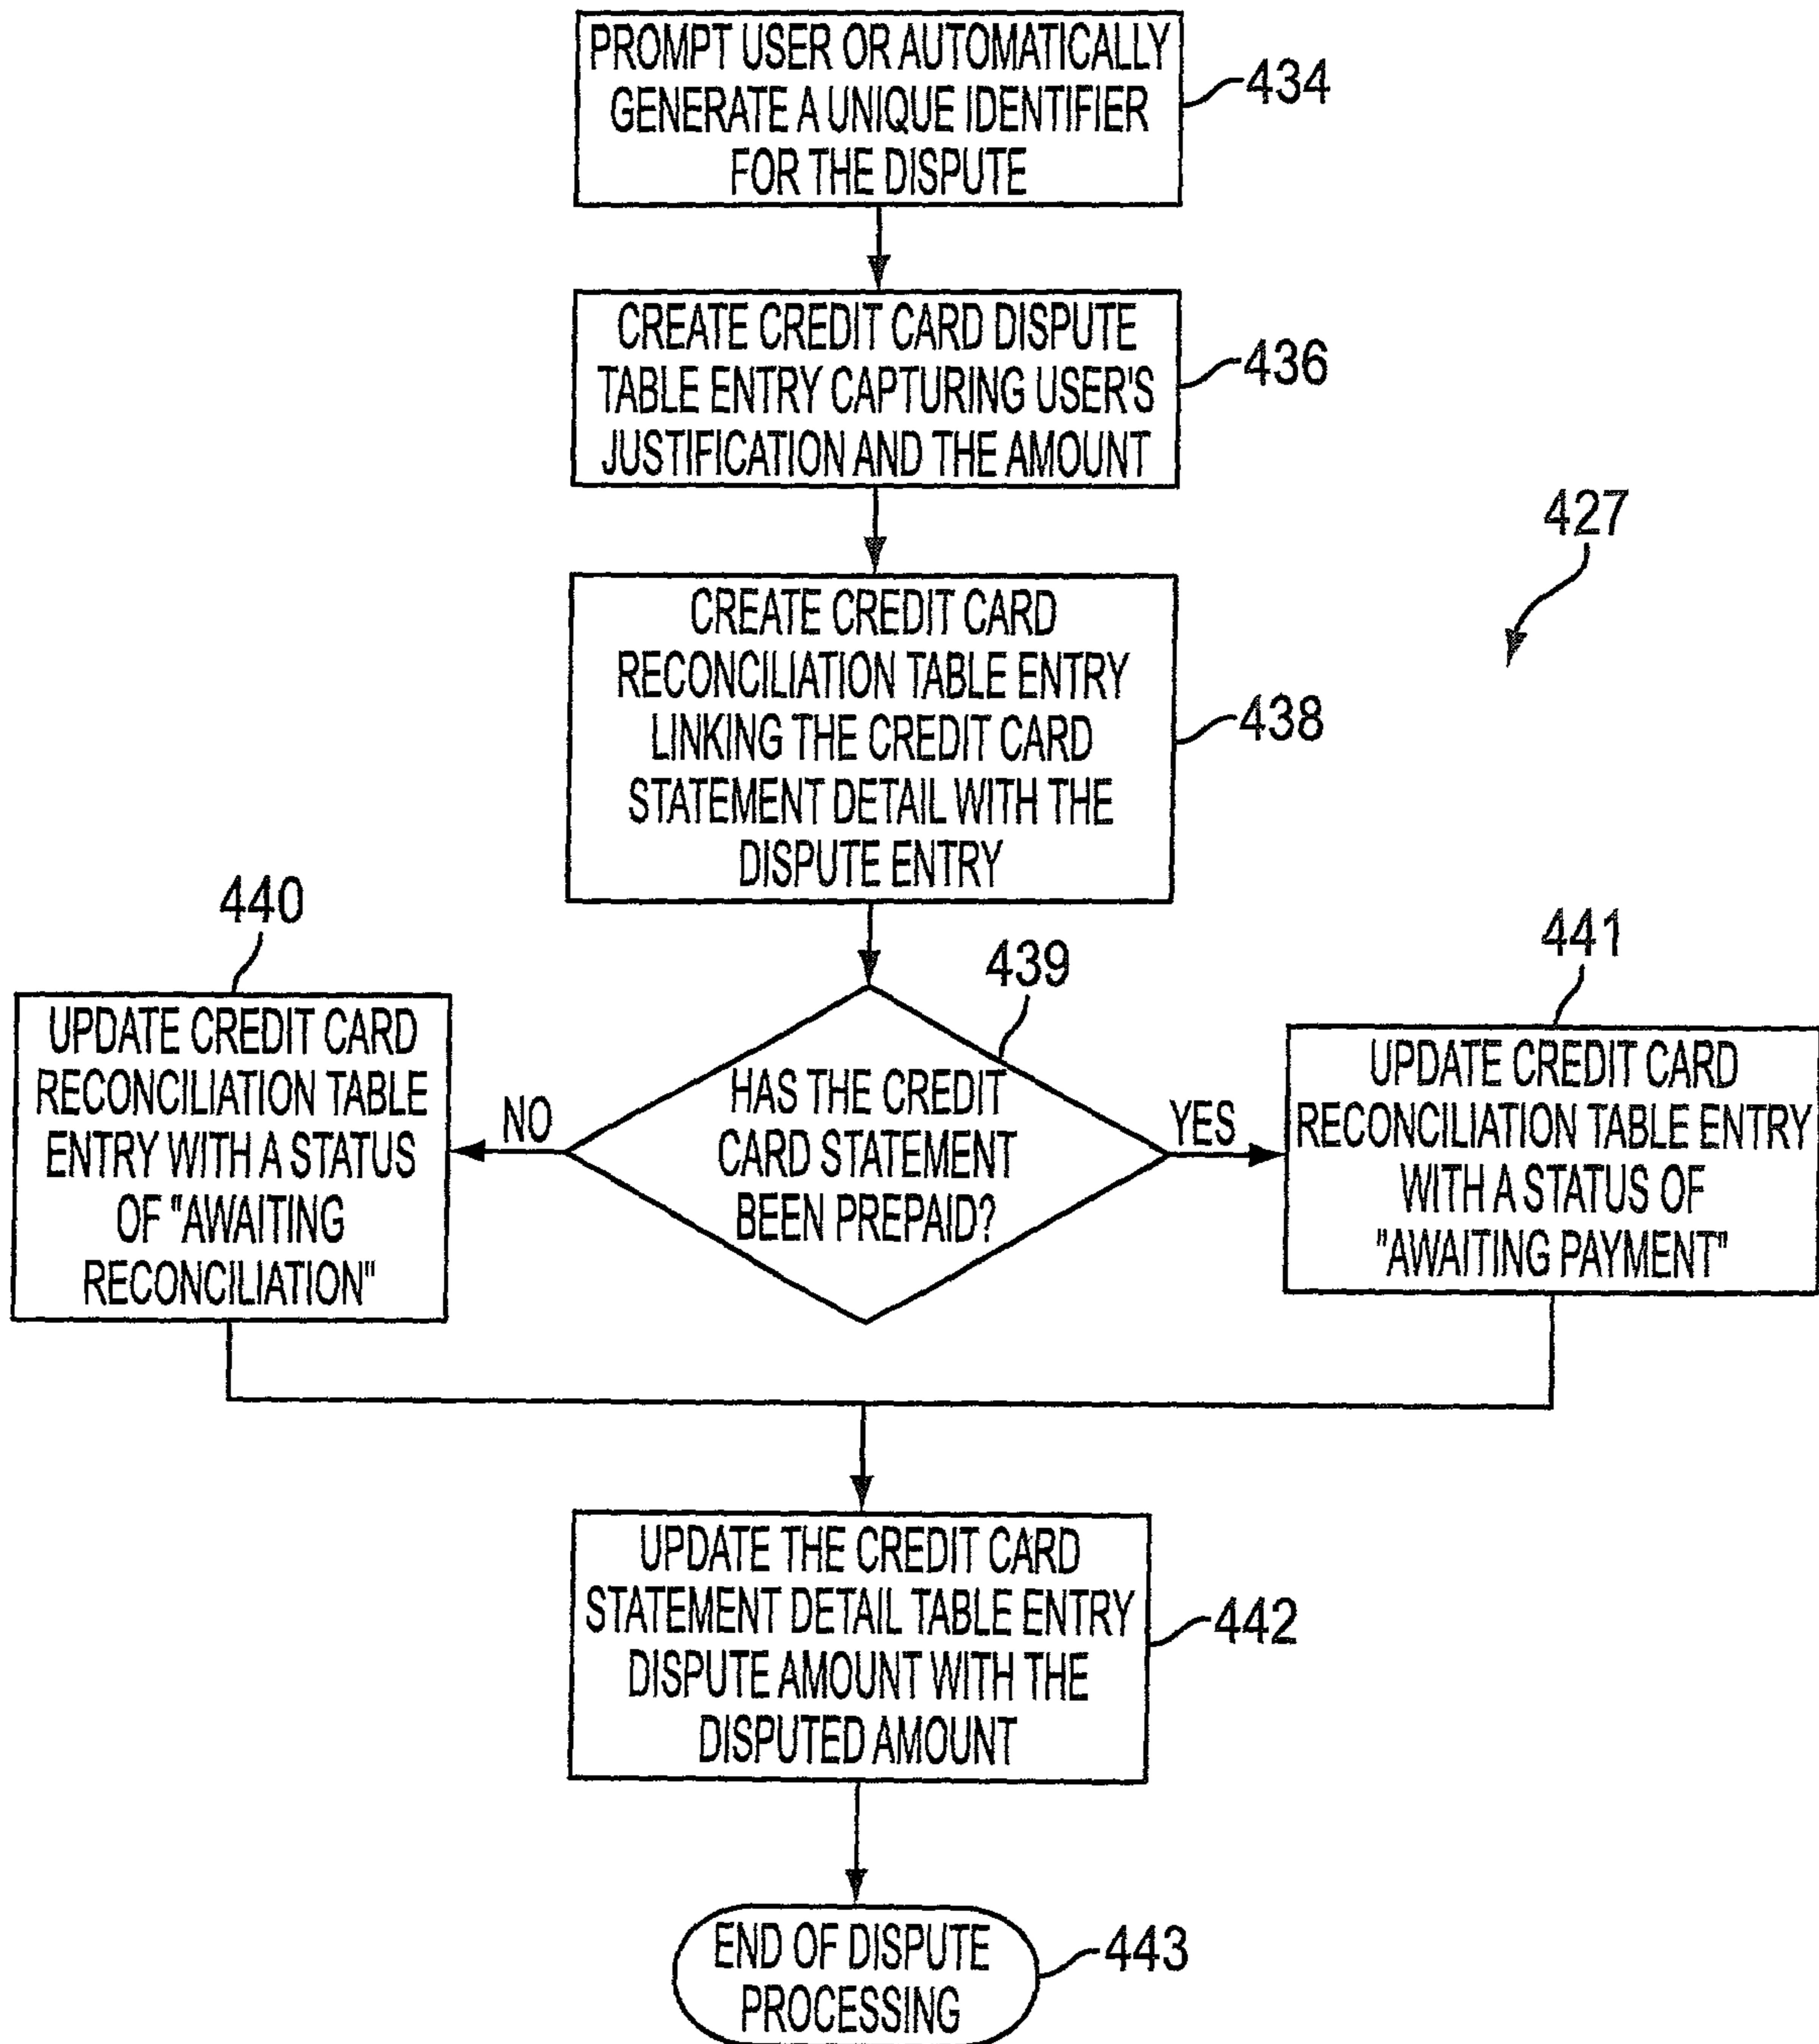 PROMPT USER OR AUTOMATICALLY
GENERATE A UNIQUE IDENTIFIER
FOR THE DISPUTE
434
CREATE CREDIT CARD DISPUTE
TABLE ENTRY CAPTURING USER'S
JUSTIFICATION AND THE AMOUNT
436
427
CREATE CREDIT CARD
RECONCILIATION TABLE ENTRY
LINKING THE CREDIT CARD
STATEMENT DETAIL WITH THE
DISPUTE ENTRY
438
440
UPDATE CREDIT CARD
RECONCILIATION TABLE
ENTRY WITH A STATUS
OF "AWAITING
RECONCILIATION"
NO
439
HAS THE CREDIT
CARD STATEMENT
BEEN PREPAID?
YES
441
UPDATE CREDIT CARD
RECONCILIATION TABLE ENTRY
WITH A STATUS OF
"AWAITING PAYMENT"
UPDATE THE CREDIT CARD
STATEMENT DETAIL TABLE ENTRY
DISPUTE AMOUNT WITH THE
DISPUTED AMOUNT
442
END OF DISPUTE
PROCESSING
443